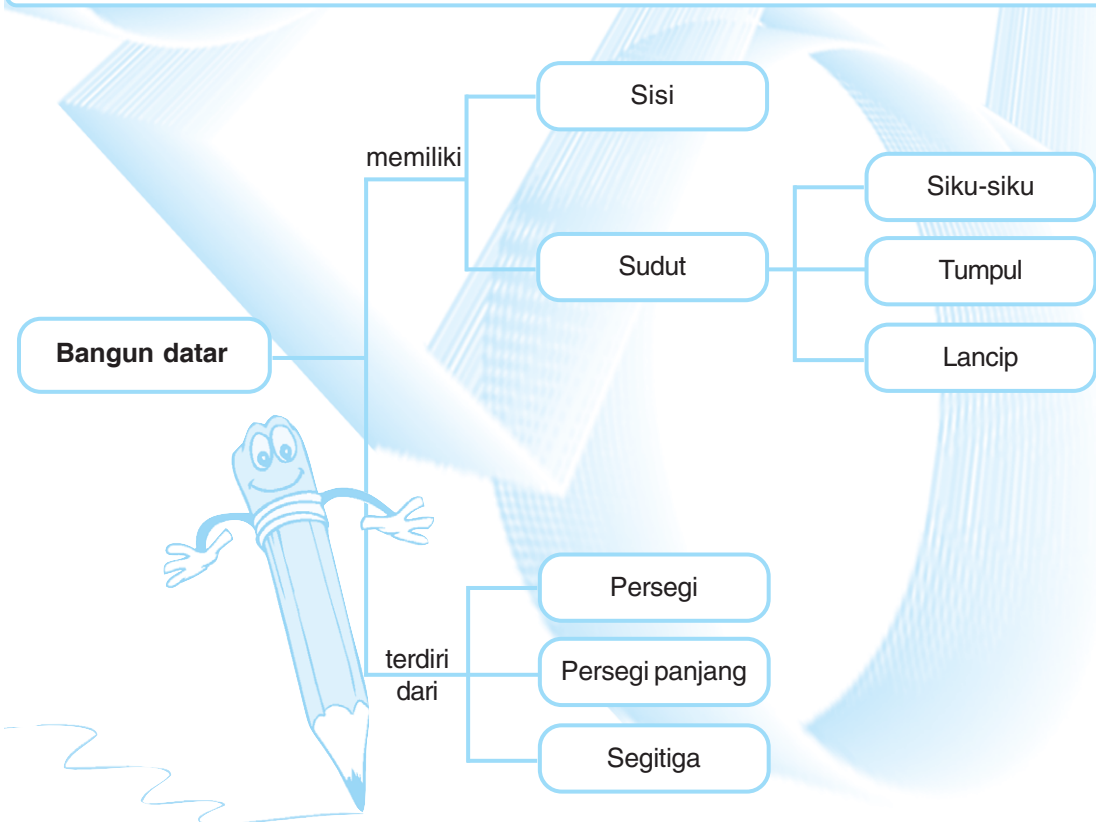 Sisi
memiliki
Siku-siku
Sudut
Tumpul
Bangun datar
Lancip
Persegi
terdiri
dari
Persegi panjang
Segitiga